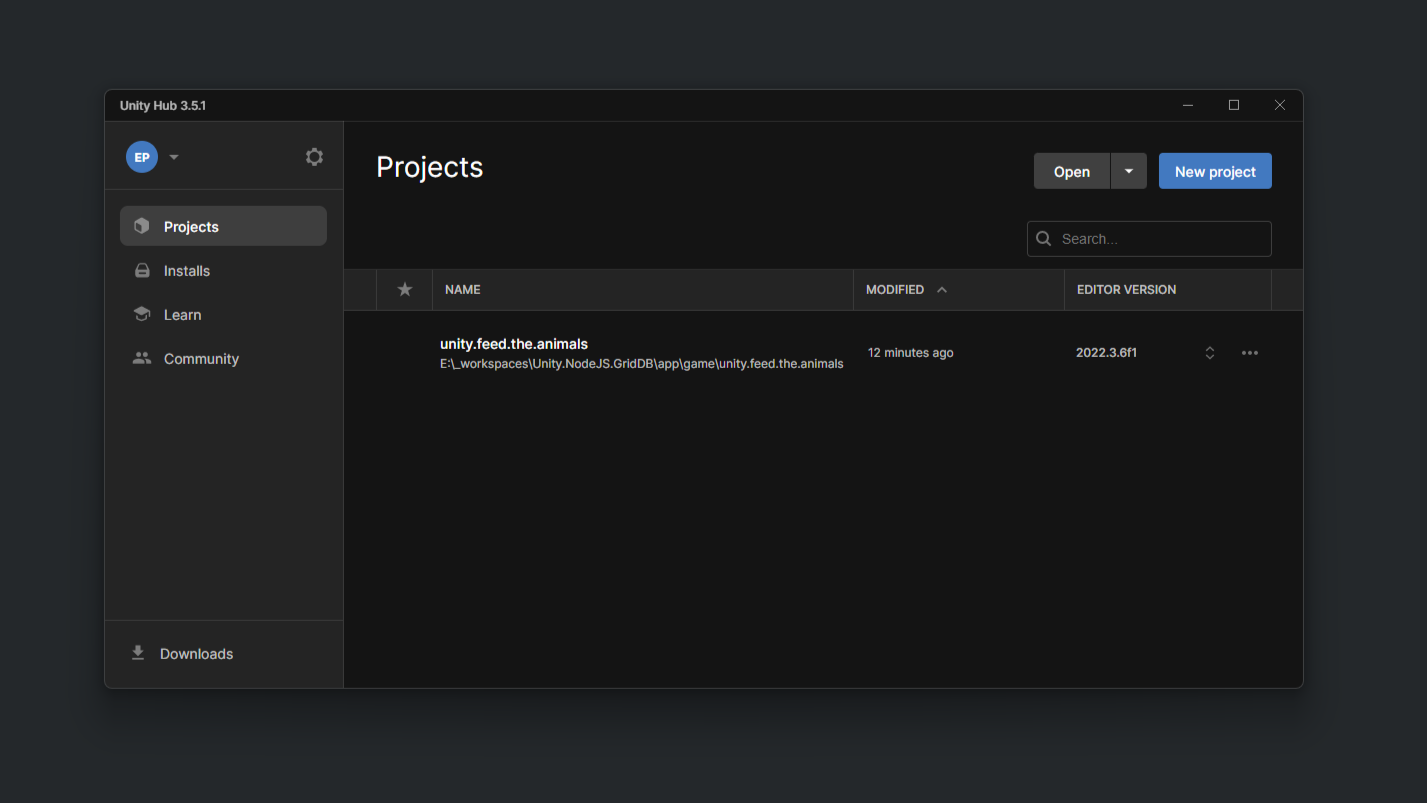 Unity Hub 3.5.1
EP
Projects
Open
New project
Projects
Installs
Learn
Community
Search...
NAME
MODIFIED
EDITOR VERSION
unity.feed.the.animals
E:\_workspaces\Unity.NodeJS.GridDB\app\game\unity.feed.the.animals
12 minutes ago
2022.3.6f1
Downloads